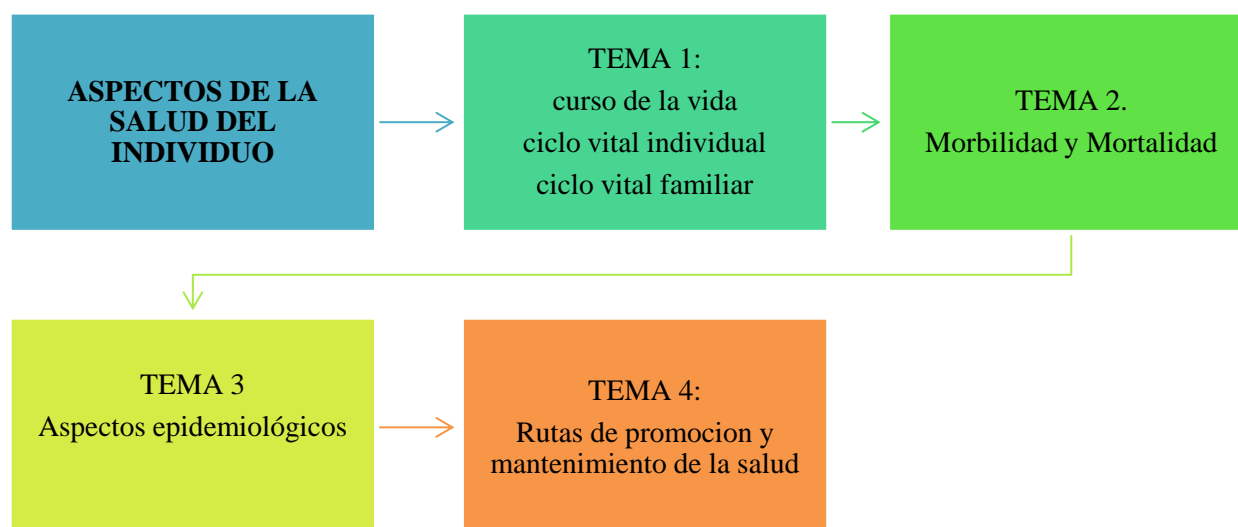 ASPECTOS DE LA
SALUD DEL
INDIVIDUO
TEMA 1:
curso de la vida
ciclo vital individual
ciclo vital familiar
TEMA 2.
Morbilidad y Mortalidad
TEMA 3
Aspectos epidemiológicos
TEMA 4:
Rutas de promocion y
mantenimiento de la salud